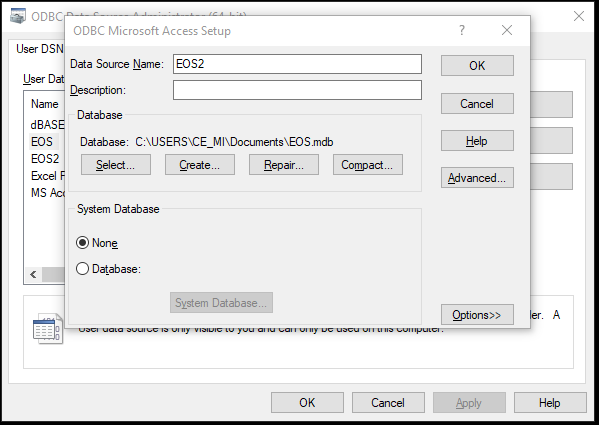 ODBC Data Source Administrator (64-bit)
ODBC Microsoft Access Setup
User DSN
Data Source Name: EOS2 OK
User Dat
Description: Cancel
Name
Database
dBASE
Database: C:\USERS\CE_MI\Documents\EOS.mdb Help
EOS
EOS2
Select... Create... Repair... Compact... Advanced...
Excel F
MS Acc
System Database
None
Database:
System Database...
Options>>
der. A
User data source is only visible to you and can only be used on this computer.
OK Cancel Apply Help